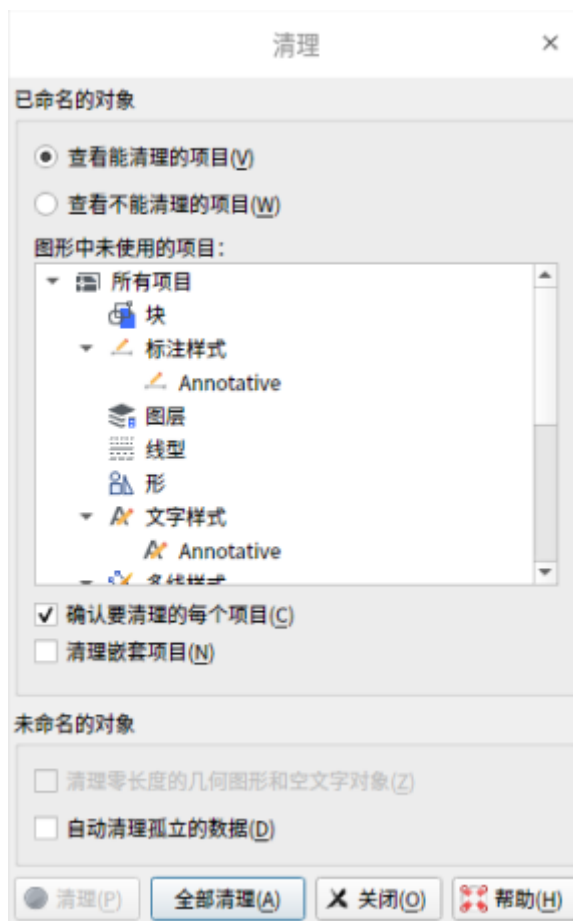 清理
已命名的对象
查看能清理的项目(V)
查看不能清理的项目(W)
图形中未使用的项目:
所有项目
块
标注样式
Annotative
图层
线型
形
文字样式
Annotative
多线样式
确认要清理的每个项目(C)
清理嵌套项目(N)
未命名的对象
清理零长度的几何图形和空文字对象(Z)
自动清理孤立的数据(D)
清理(P) 全部清理(A) 关闭(O) 帮助(H)